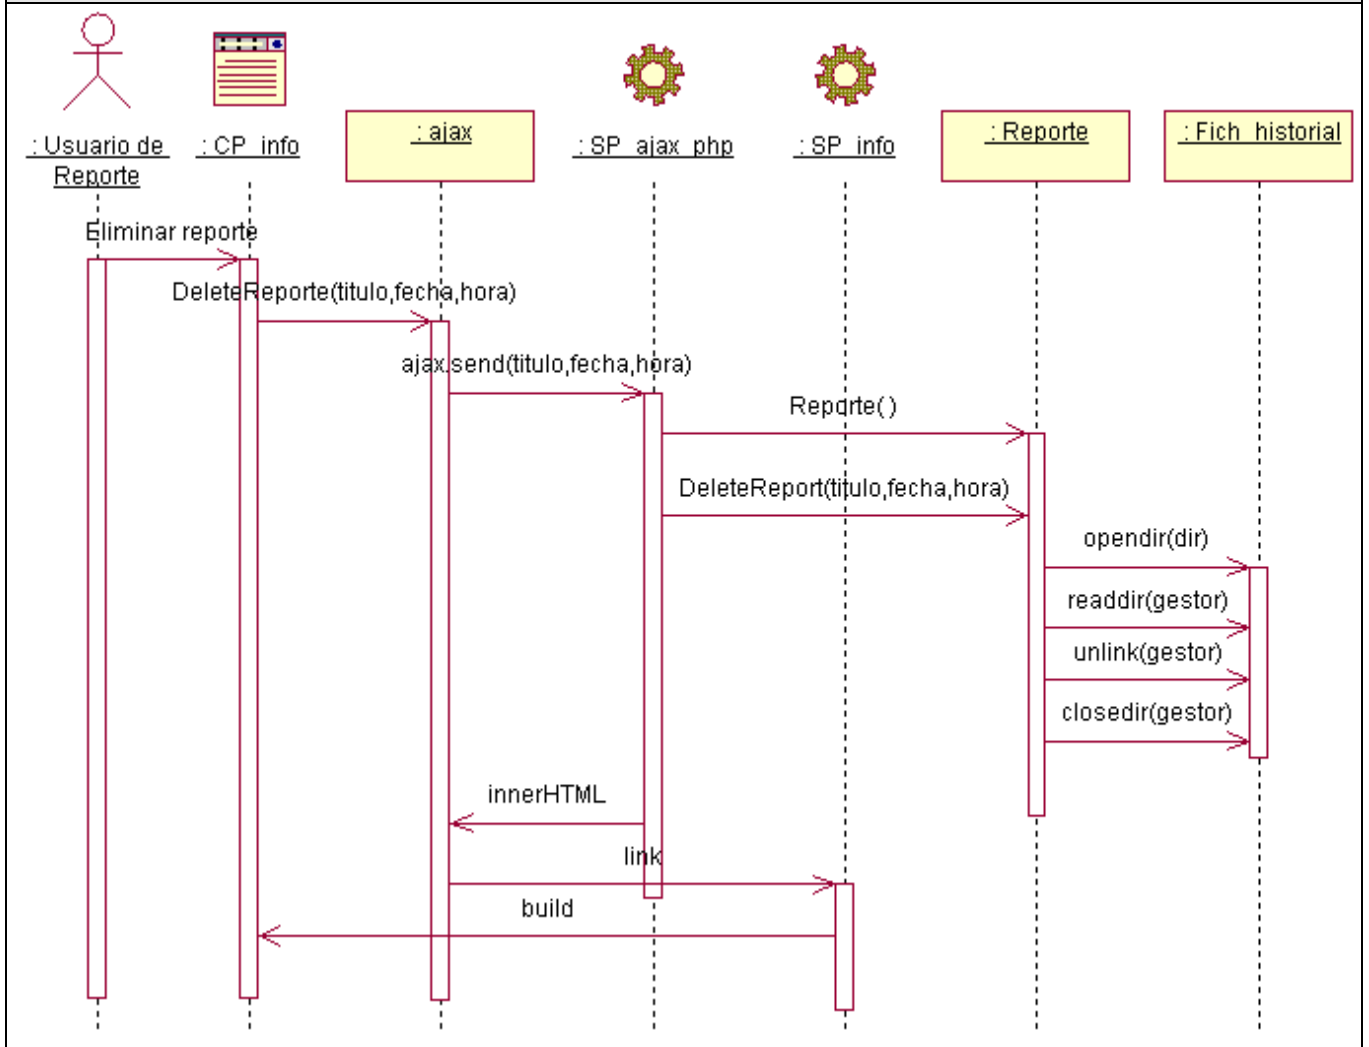 : Usuario de
Reporte
: CP_info
: ajax
: SP_ajax_php
: SP_info
: Reporte
: Fich_historial
Eliminar reporte
DeleteReporte(titulo,fecha,hora)
ajax.send(titulo,fecha,hora)
Reporte( )
DeleteReport(titulo,fecha,hora)
opendir(dir)
readdir(gestor)
unlink(gestor)
closedir(gestor)
innerHTML
link
build